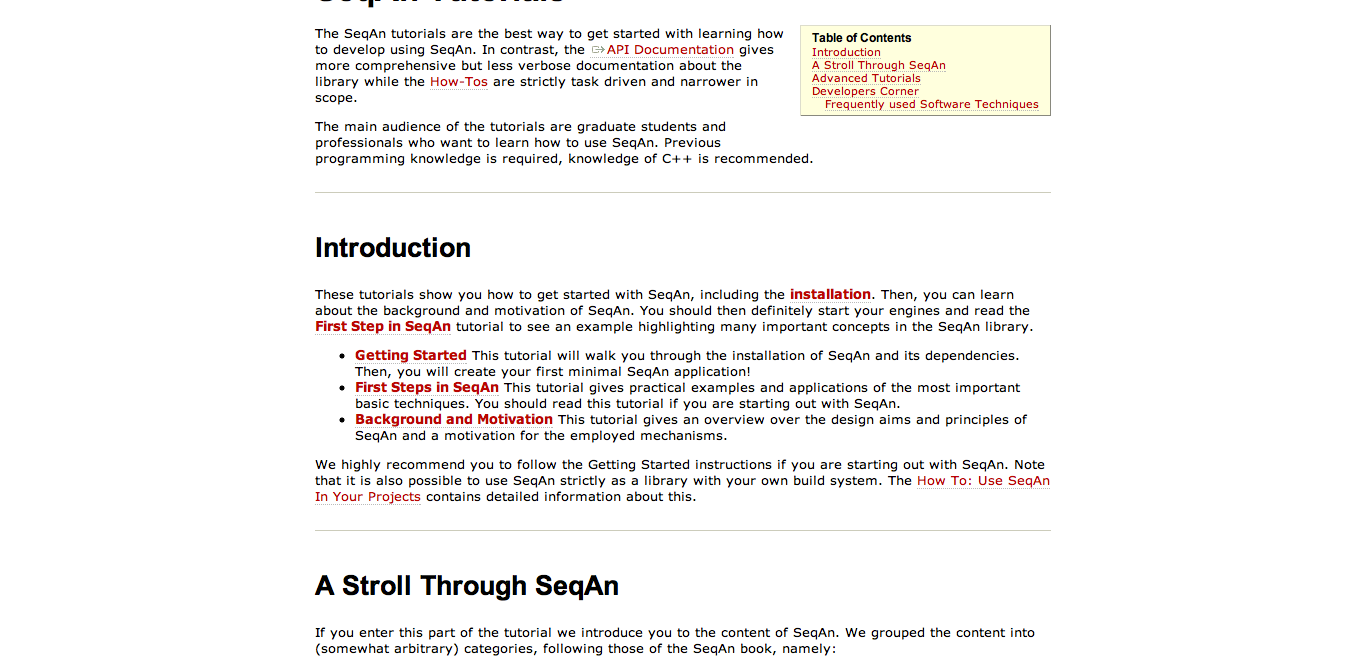 SeqAn Tutorials
The SeqAn tutorials are the best way to get started with learning how
to develop using SeqAn. In contrast, the API Documentation gives
more comprehensive but less verbose documentation about the
library while the How-Tos are strictly task driven and narrower in
scope.
Table of Contents
Introduction
A Stroll Through SeqAn
Advanced Tutorials
Developers Corner
Frequently used Software Techniques
The main audience of the tutorials are graduate students and
professionals who want to learn how to use SeqAn. Previous
programming knowledge is required, knowledge of C++ is recommended.
Introduction
These tutorials show you how to get started with SeqAn, including the installation. Then, you can learn
about the background and motivation of SeqAn. You should then definitely start your engines and read the
First Step in SeqAn tutorial to see an example highlighting many important concepts in the SeqAn library.
• Getting Started This tutorial will walk you through the installation of SeqAn and its dependencies.
Then, you will create your first minimal SeqAn application!
• First Steps in SeqAn This tutorial gives practical examples and applications of the most important
basic techniques. You should read this tutorial if you are starting out with SeqAn.
• Background and Motivation This tutorial gives an overview over the design aims and principles of
SeqAn and a motivation for the employed mechanisms.
We highly recommend you to follow the Getting Started instructions if you are starting out with SeqAn. Note
that it is also possible to use SeqAn strictly as a library with your own build system. The How To: Use SeqAn
In Your Projects contains detailed information about this.
A Stroll Through SeqAn
If you enter this part of the tutorial we introduce you to the content of SeqAn. We grouped the content into
(somewhat arbitrary) categories, following those of the SeqAn book, namely: